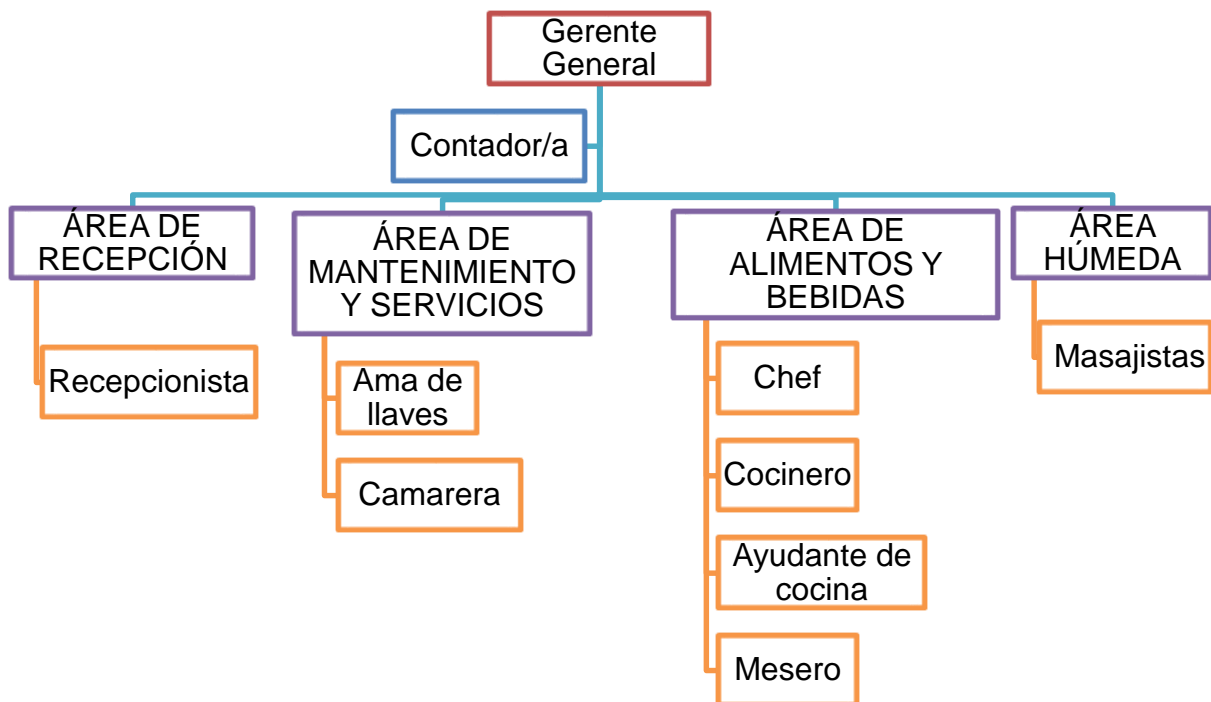 Gerente
General
Contador/a
ÁREA DE
RECEPCIÓN
Recepcionista
ÁREA DE
MANTENIMIENTO
Y SERVICIOS
Ama de
llaves
Camarera
ÁREA DE
ALIMENTOS Y
BEBIDAS
Chef
Cocinero
Ayudante de
cocina
Mesero
ÁREA
HÚMEDA
Masajistas